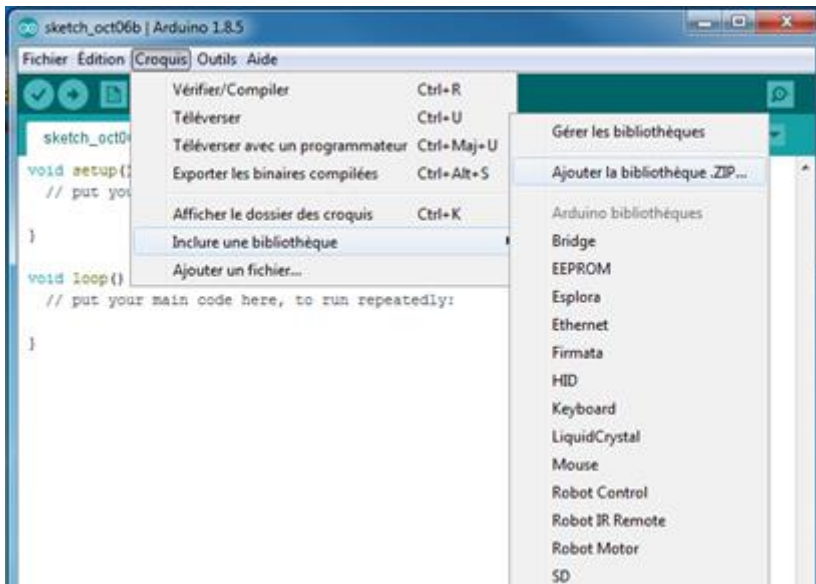 sketch_oct06b | Arduino 1.8.5
Fichier Édition Croquis Outils Aide
Vérifier/Compiler Ctrl+R
Téléverser Ctrl+U
Téléverser avec un programmateur Ctrl+Maj+U
Exporter les binaires compilées Ctrl+Alt+S
Afficher le dossier des croquis Ctrl+K
Inclure une bibliothèque
Ajouter un fichier...
Gérer les bibliothèques
Ajouter la bibliothèque .ZIP...
Arduino bibliothèques
Bridge
EEPROM
Esplora
Ethernet
Firmata
HID
Keyboard
LiquidCrystal
Mouse
Robot Control
Robot IR Remote
Robot Motor
SD
sketch_oct0
void setup()
// put you
}
void loop()
// put your main code here, to run repeatedly:
}